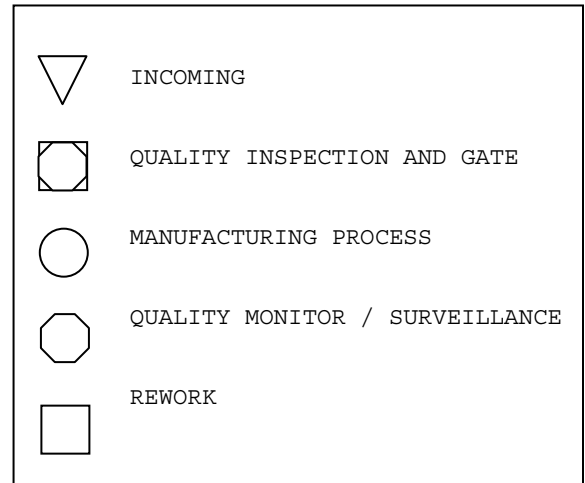 INCOMING
QUALITY INSPECTION AND GATE
MANUFACTURING PROCESS
QUALITY MONITOR / SURVEILLANCE
REWORK